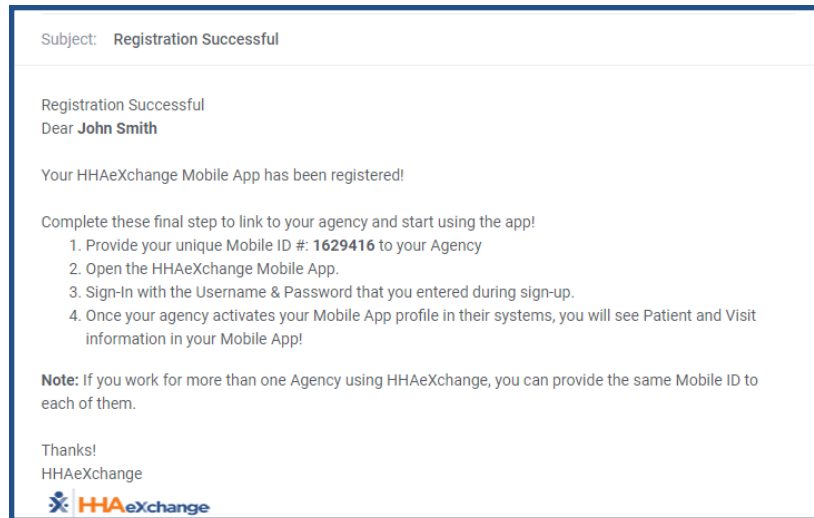 Subject: Registration Successful
Registration Successful
Dear John Smith
Your HHAeXchange Mobile App has been registered!
Complete these final step to link to your agency and start using the app!
1. Provide your unique Mobile ID #: 1629416 to your Agency
2. Open the HHAeXchange Mobile App.
3. Sign-In with the Username & Password that you entered during sign-up.
4. Once your agency activates your Mobile App profile in their systems, you will see Patient and Visit
information in your Mobile App!
Note: If you work for more than one Agency using HHAeXchange, you can provide the same Mobile ID to
each of them.
Thanks!
HHAeXchange
HHAeXchange